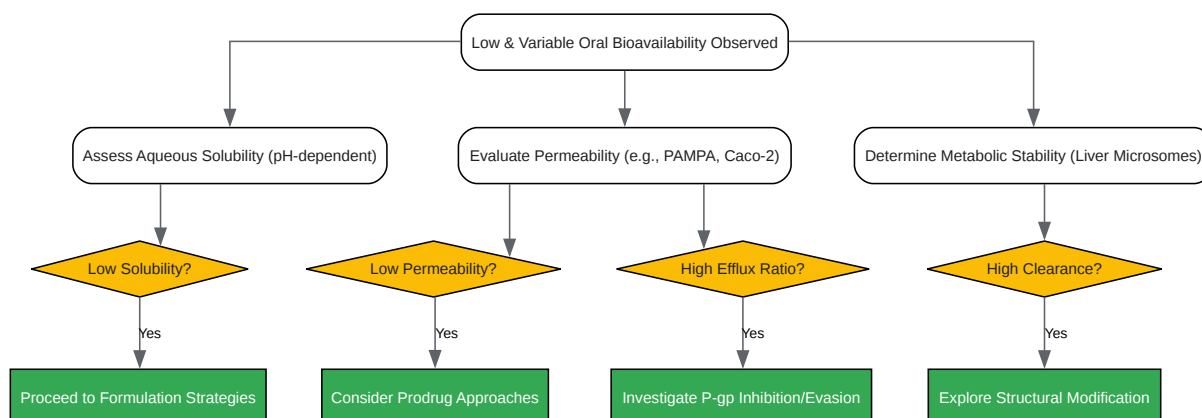 Low & Variable Oral Bioavailability Observed
Assess Aqueous Solubility (pH-dependent)
Evaluate Permeability (e.g., PAMPA, Caco-2)
Determine Metabolic Stability (Liver Microsomes)
Low Solubility?
Low Permeability?
High Efflux Ratio?
High Clearance?
Yes
Yes
Yes
Yes
Proceed to Formulation Strategies
Consider Prodrug Approaches
Investigate P-gp Inhibition/Evasion
Explore Structural Modification